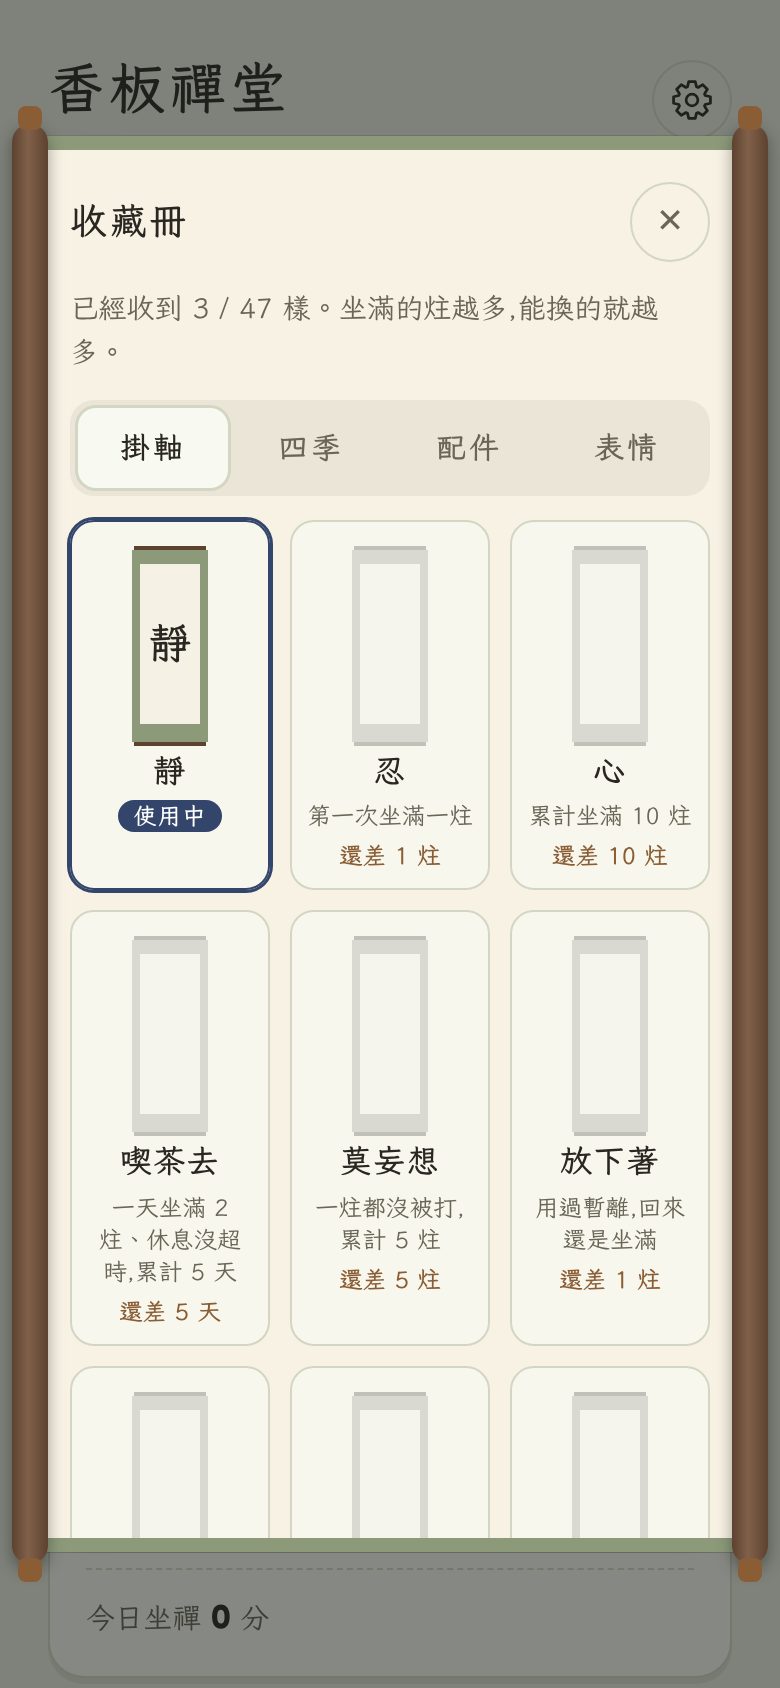 香板禪堂
收藏冊
已經收到 3 / 47 樣。坐滿的炷越多,能換的就越
多。
掛軸 四季 配件 表情
靜
靜
使用中
忍
第一次坐滿一炷
還差 1 炷
心
累計坐滿 10 炷
還差 10 炷
喫茶去
一天坐滿 2
炷、休息沒超
時,累計 5 天
還差 5 天
莫妄想
一炷都沒被打,
累計 5 炷
還差 5 炷
放下著
用過暫離,回來
還是坐滿
還差 1 炷
今日坐禪 0 分